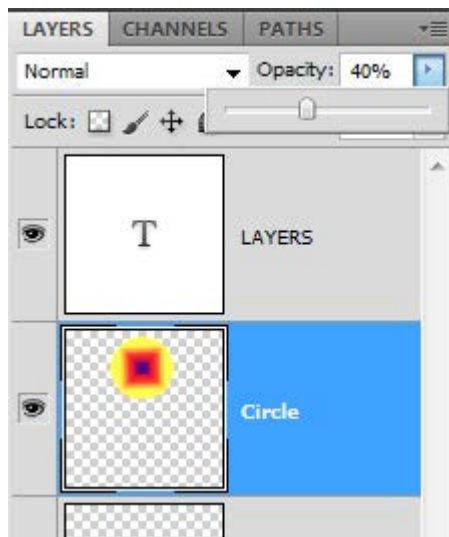 LAYERS CHANNELS PATHS
Normal Opacity: 40%
Lock:
T
LAYERS
Circle